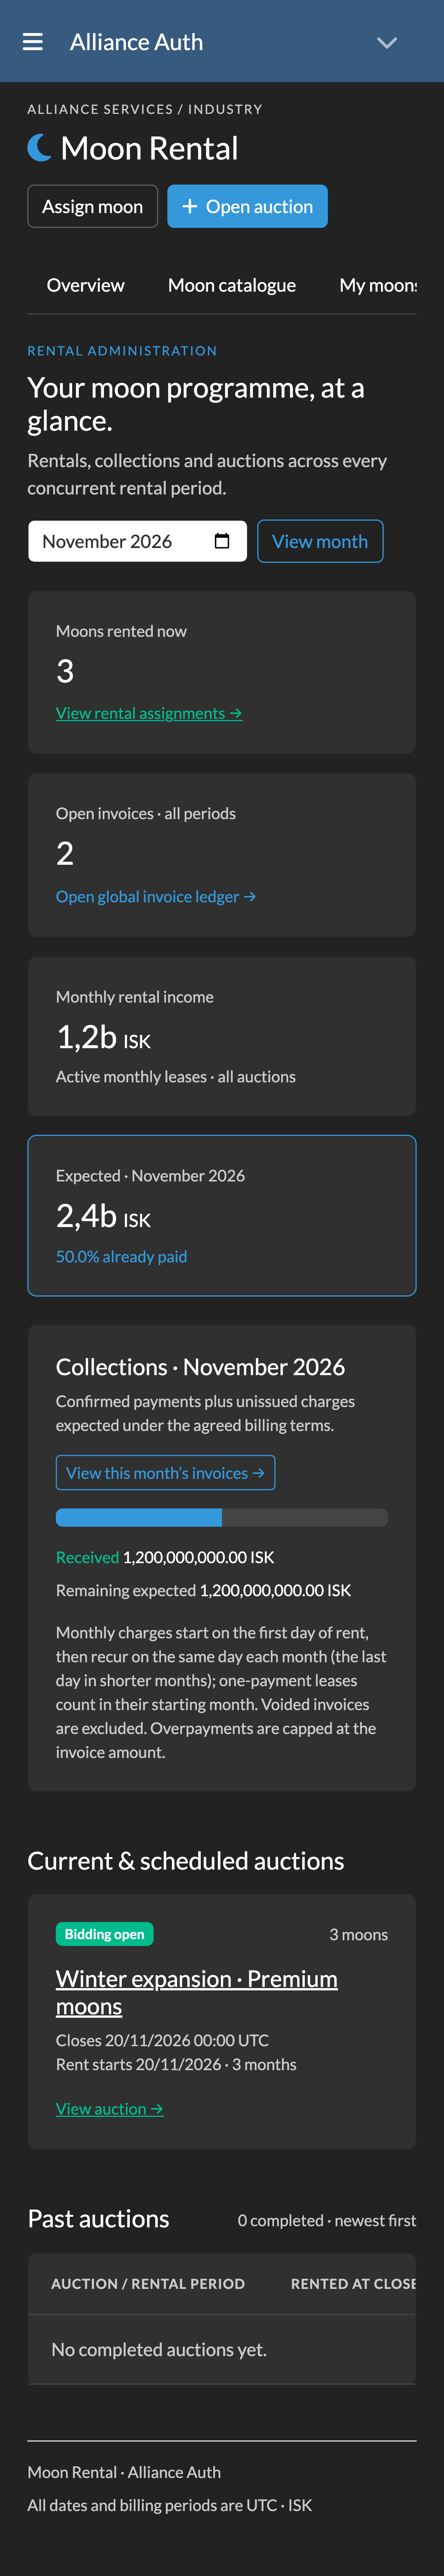 Alliance Auth
ALLIANCE SERVICES / INDUSTRY
Moon Rental
Assign moon
+ Open auction
Overview Moon catalogue My moons
RENTAL ADMINISTRATION
Your moon programme, at a
glance.
Rentals, collections and auctions across every
concurrent rental period.
November 2026
View month
Moons rented now
3
View rental assignments →
Open invoices · all periods
2
Open global invoice ledger →
Monthly rental income
1,2b ISK
Active monthly leases · all auctions
Expected · November 2026
2,4b ISK
50.0% already paid
Collections · November 2026
Confirmed payments plus unissued charges
expected under the agreed billing terms.
View this month's invoices →
Received 1,200,000,000.00 ISK
Remaining expected 1,200,000,000.00 ISK
Monthly charges start on the first day of rent,
then recur on the same day each month (the last
day in shorter months); one-payment leases
count in their starting month. Voided invoices
are excluded. Overpayments are capped at the
invoice amount.
Current & scheduled auctions
Bidding open
3 moons
Winter expansion · Premium
moons
Closes 20/11/2026 00:00 UTC
Rent starts 20/11/2026 · 3 months
View auction →
Past auctions
0 completed · newest first
AUCTION / RENTAL PERIOD RENTED AT CLOSE
No completed auctions yet.
Moon Rental · Alliance Auth
All dates and billing periods are UTC · ISK